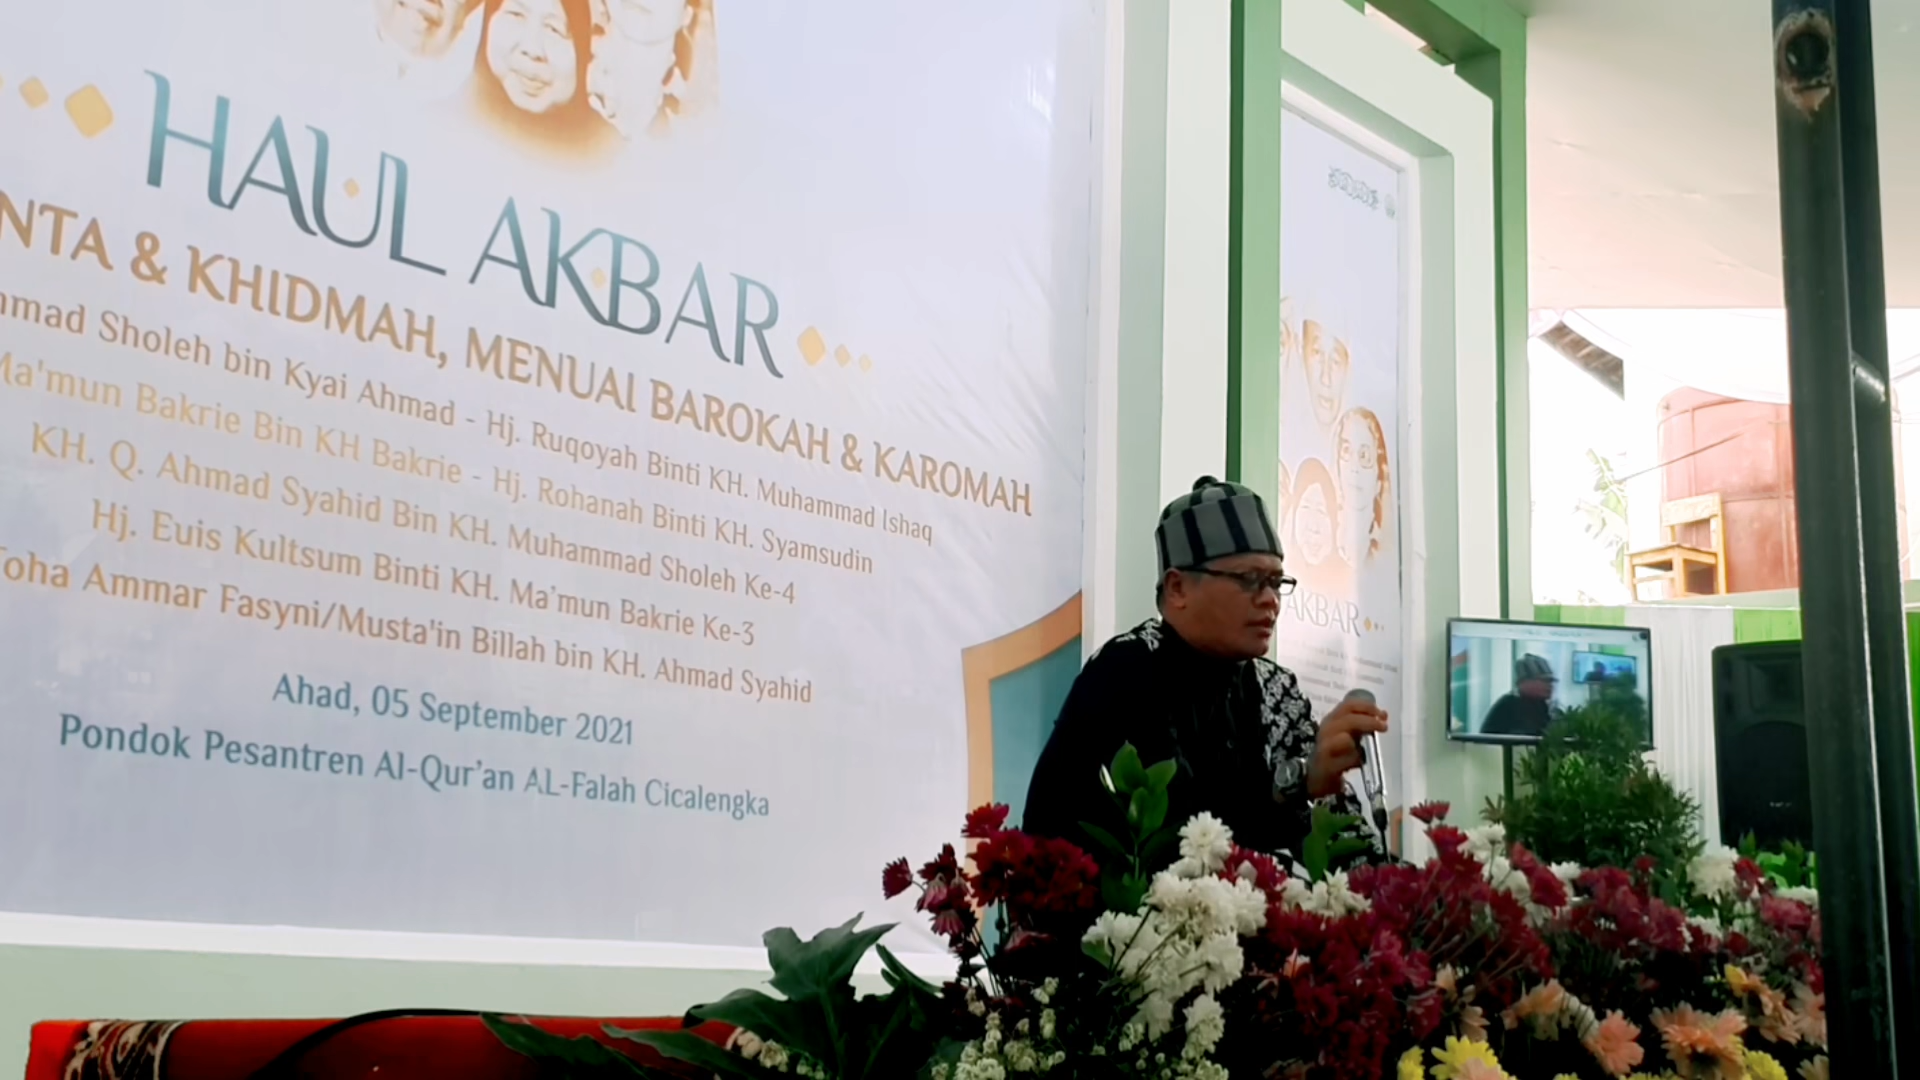 HAUL AKBAR
& KHIDMAH, MENUAI BAROKAH & KAROMAH
Sholeh bin Kyai Ahmad - Hj. Ruqoyah Binti KH. Muhammad Ishaq
Ma'mun Bakrie Bin KH Bakrie - Hj. Rohanah Binti KH. Syamsudin
KH. Q. Ahmad Syahid Bin KH. Muhammad Sholeh Ke-4
Hj. Euis Kultsum Binti KH. Ma'mun Bakrie Ke-3
Toha Ammar Fasyni/Musta'in Billah bin KH. Ahmad Syahid
Ahad, 05 September 2021
Pondok Pesantren Al-Qur'an AL-Falah Cicalengka
AKBAR